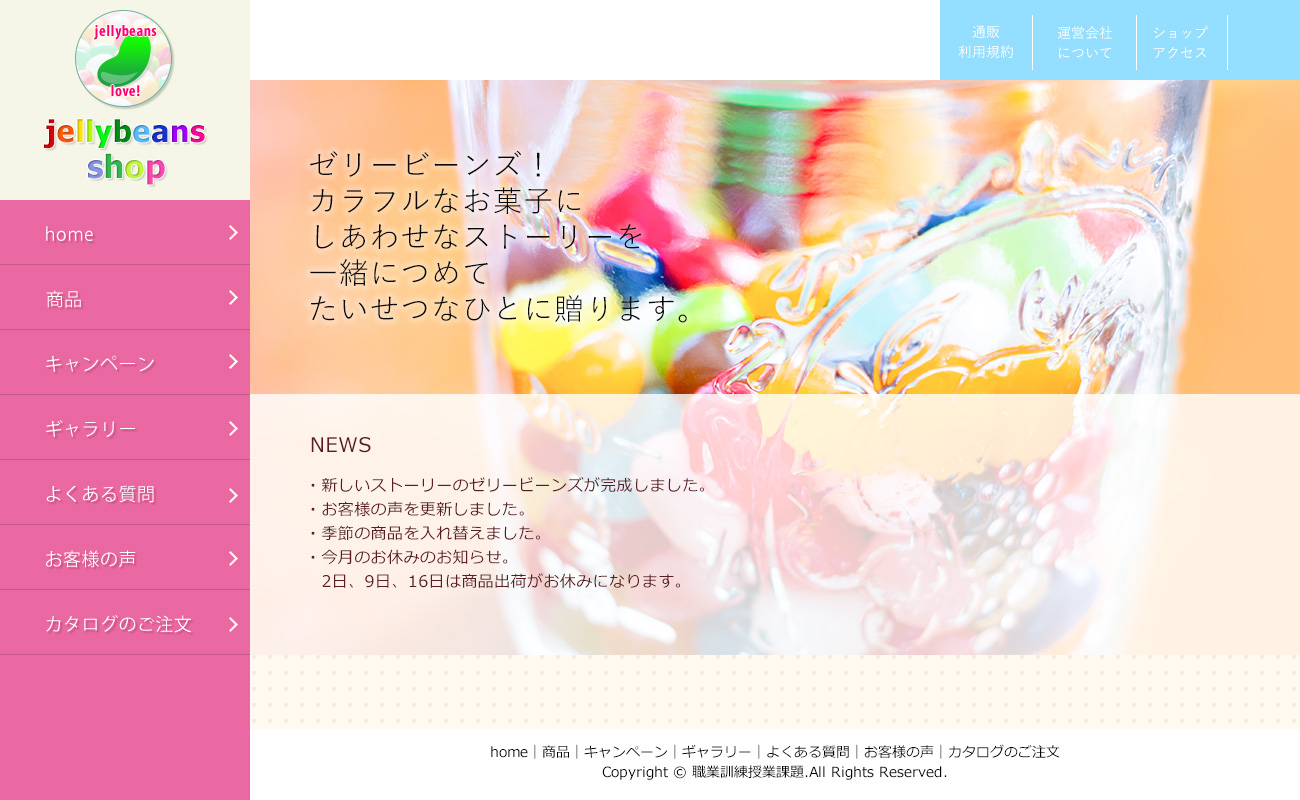 jellybeans
love!
jellybeans
shop
home
商品
キャンペーン
ギャラリー
よくある質問
お客様の声
カタログのご注文
通販
利用規約
運営会社
について
ショップ
アクセス
ゼリービーンズ！
カラフルなお菓子に
しあわせなストーリーを
一緒につめて
たいせつなひとに贈ります。
NEWS
・新しいストーリーのゼリービーンズが完成しました。
・お客様の声を更新しました。
・季節の商品を入れ替えました。
・今月のお休みのお知らせ。
2日、9日、16日は商品出荷がお休みになります。
home｜商品｜キャンペーン｜ギャラリー｜よくある質問｜お客様の声｜カタログのご注文
Copyright © 職業訓練授業課題.All Rights Reserved.